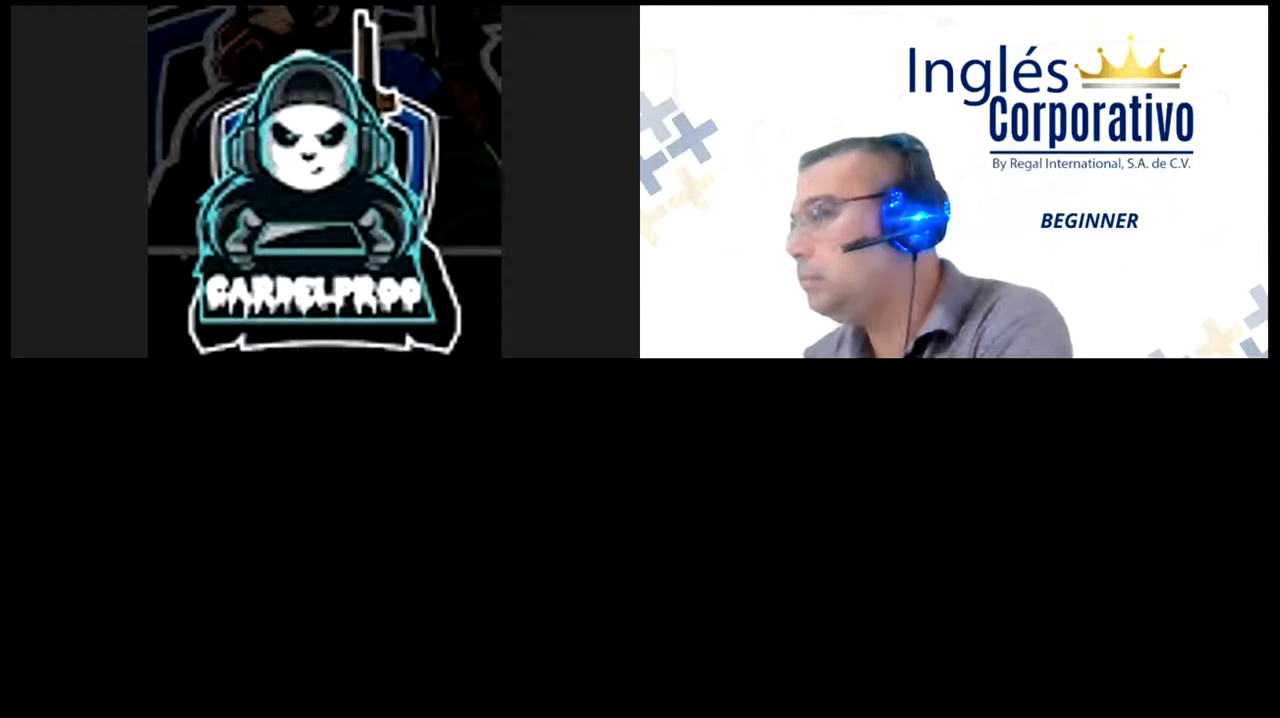 CARDELPROO
Inglés
Corporativo
By Regal International, S.A. de C.V.
BEGINNER